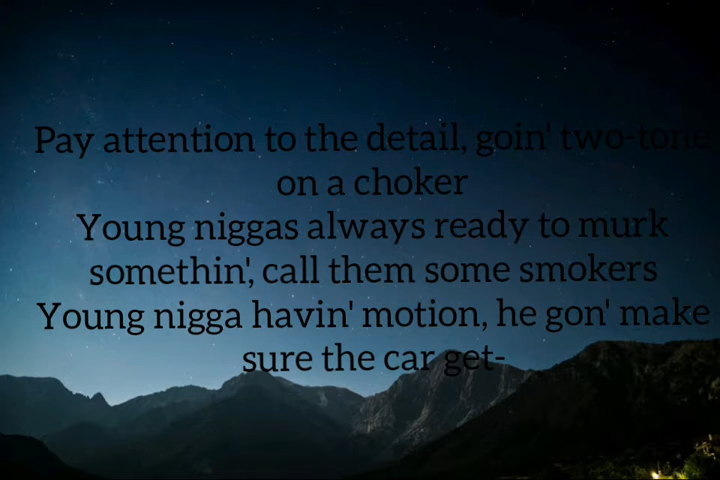 Pay attention to the detail, goin' two-tone
on a choker
Young niggas always ready to murk
somethin', call them some smokers
Young nigga havin' motion, he gon' make
sure the car get-